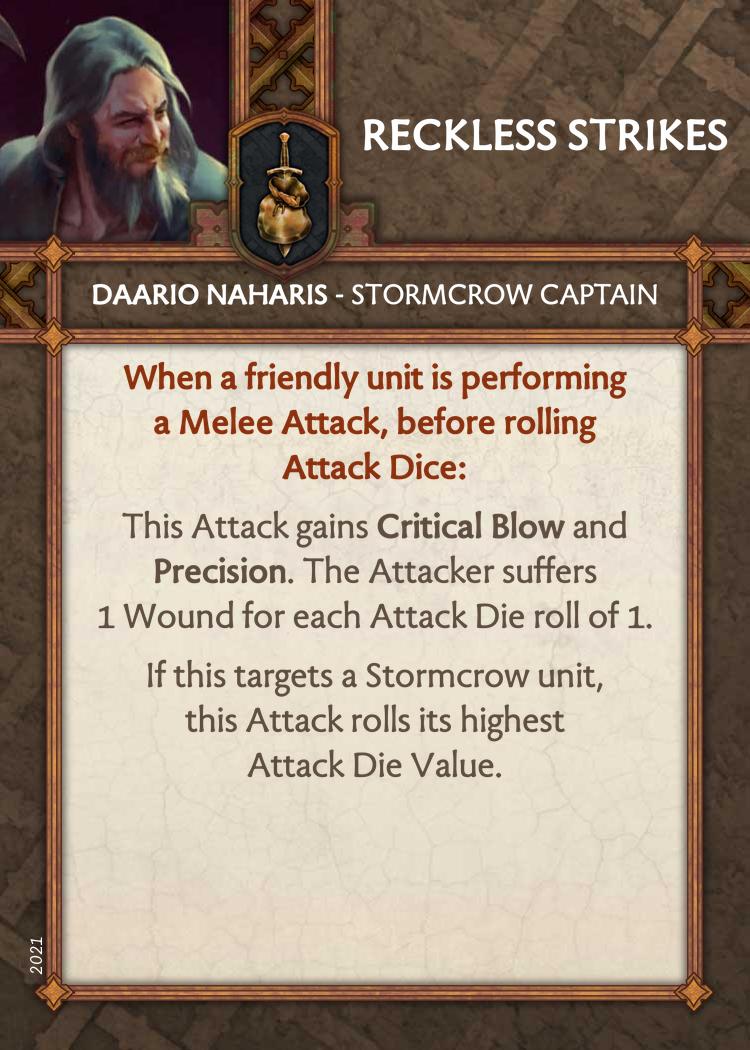 RECKLESS STRIKES
DAARIO NAHARIS - STORMCROW CAPTAIN
When a friendly unit is performing
a Melee Attack, before rolling
Attack Dice:
This Attack gains Critical Blow and
Precision. The Attacker suffers
1 Wound for each Attack Die roll of 1.
If this targets a Stormcrow unit,
this Attack rolls its highest
Attack Die Value.
2021